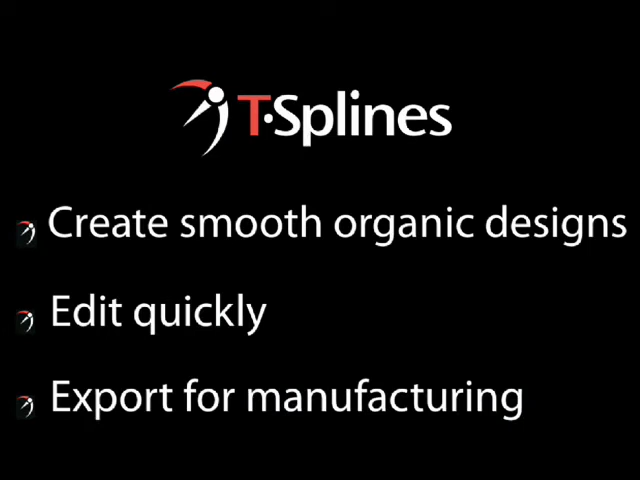 T·Splines
Create smooth organic designs
Edit quickly
Export for manufacturing